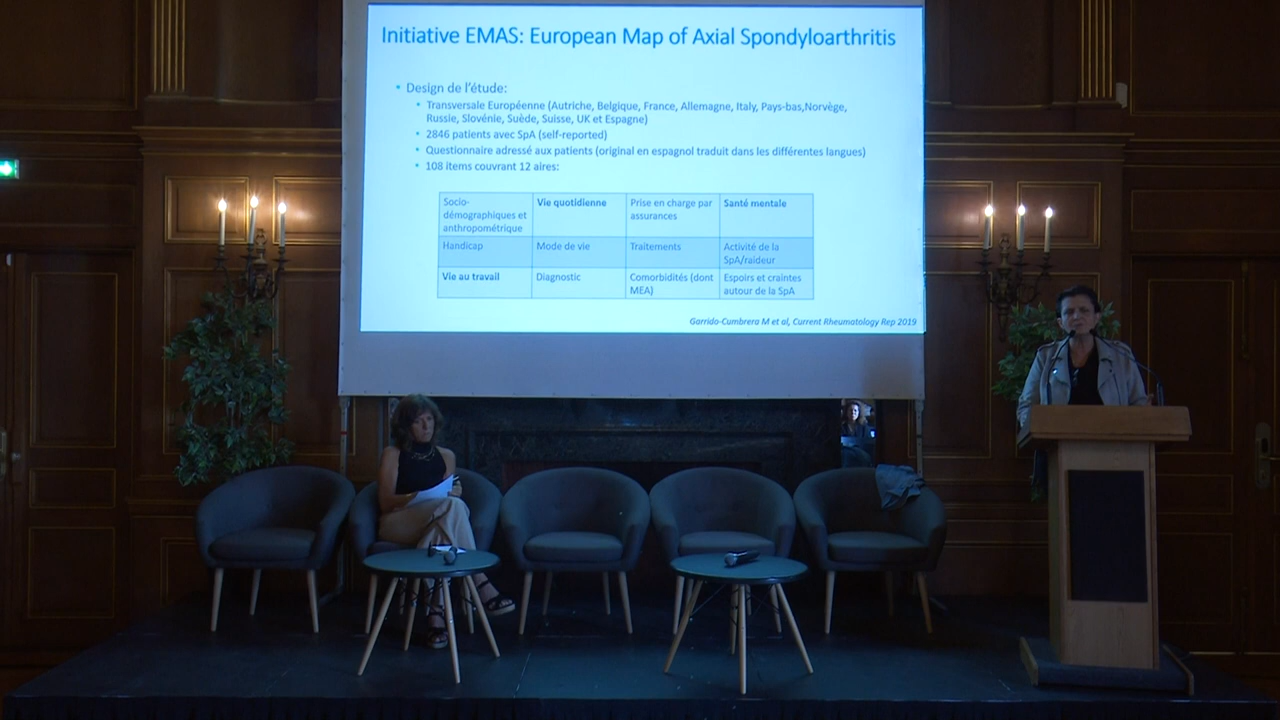 Initiative EMAS: European Map of Axial Spondyloarthritis
• Design de l'étude:
• Transversale Européenne (Autriche, Belgique, France, Allemagne, Italy, Pays-bas,Norvège,
Russie, Slovénie, Suède, Suisse, UK et Espagne)
• 2846 patients avec SpA (self-reported)
• Questionnaire adressé aux patients (original en espagnol traduit dans les différentes langues)
• 108 items couvrant 12 aires:
Socio-
démographiques et
anthropométrique
Vie quotidienne
Prise en charge par
assurances
Santé mentale
Handicap
Mode de vie
Traitements
Activité de la
SpA/raideur
Vie au travail
Diagnostic
Comorbidités (dont
MEA)
Espoirs et craintes
autour de la SpA
Garrido-Cumbrera M et al, Current Rheumatology Rep 2019